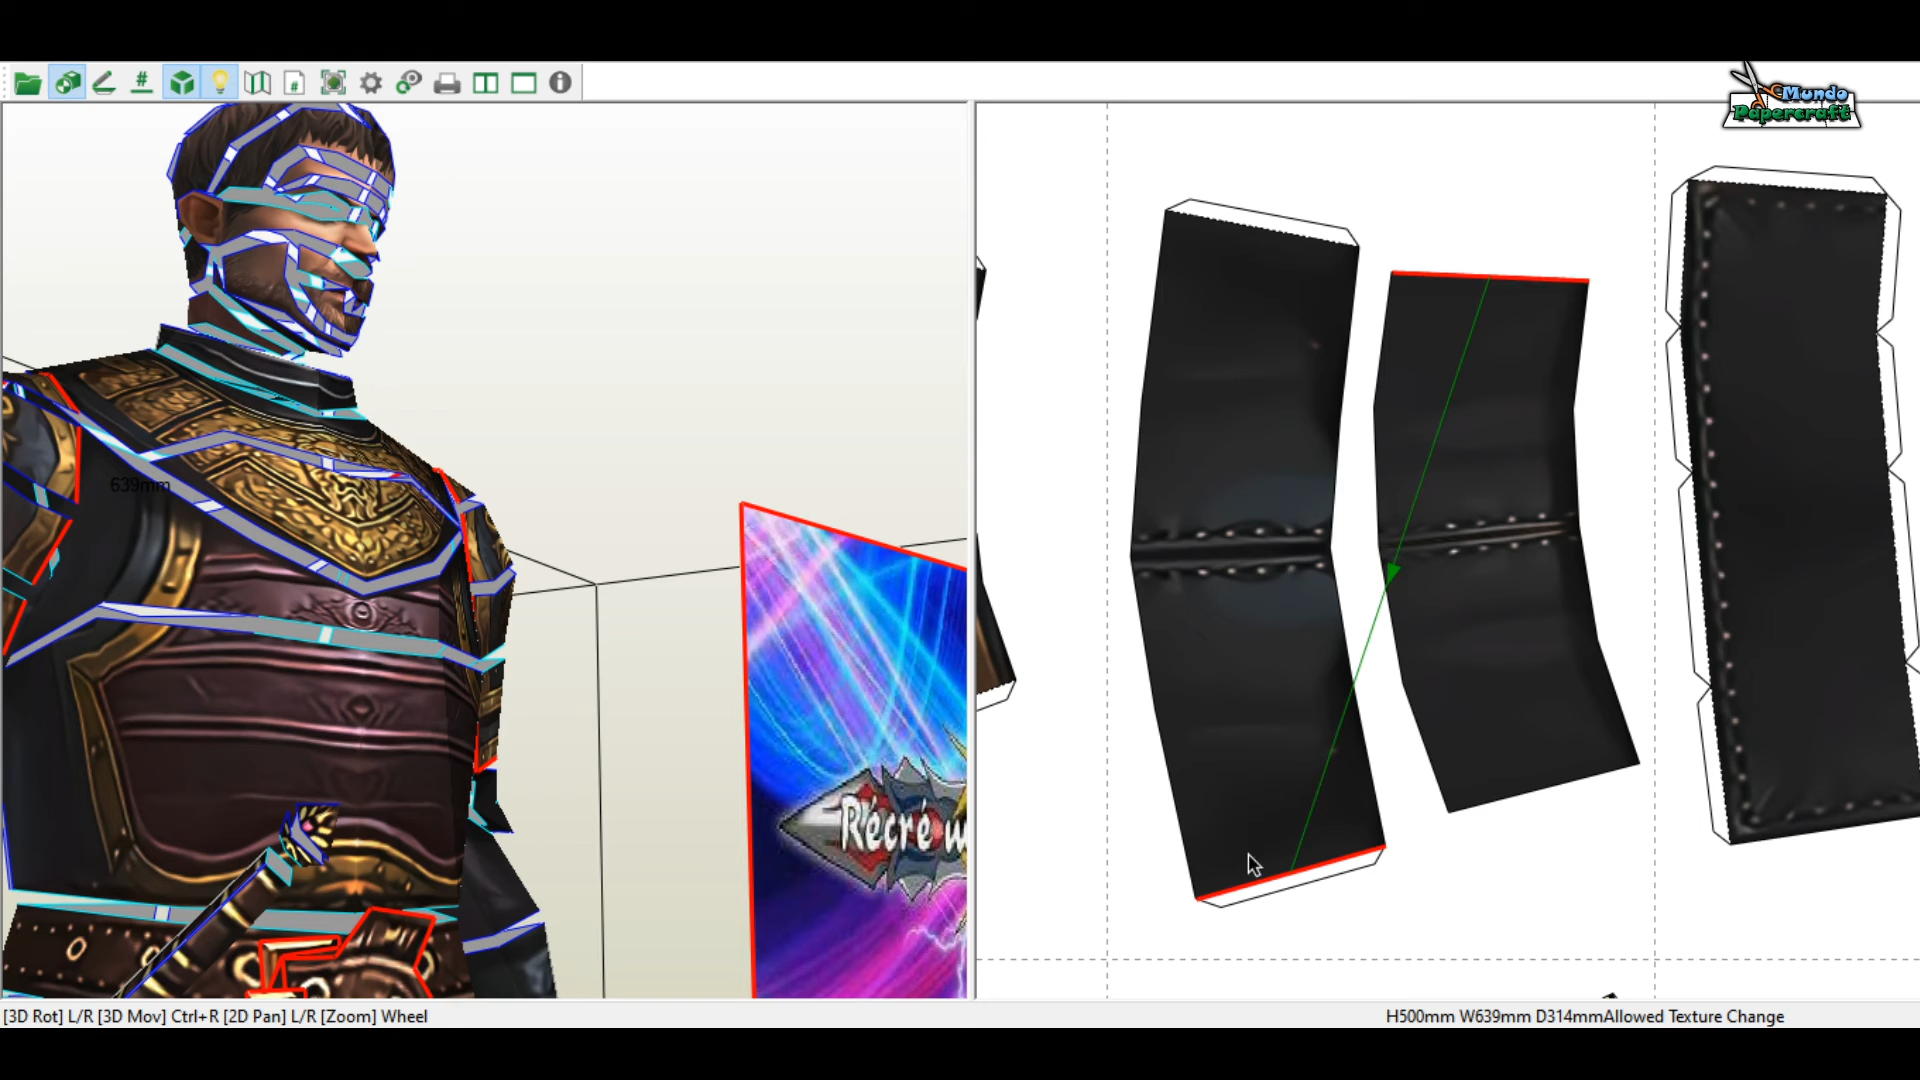 Mundo
Papercraft
639mm
Récré
[3D Rot] L/R [3D Mov] Ctrl+R [2D Pan] L/R [Zoom] Wheel
H500mm W639mm D314mmAllowed Texture Change